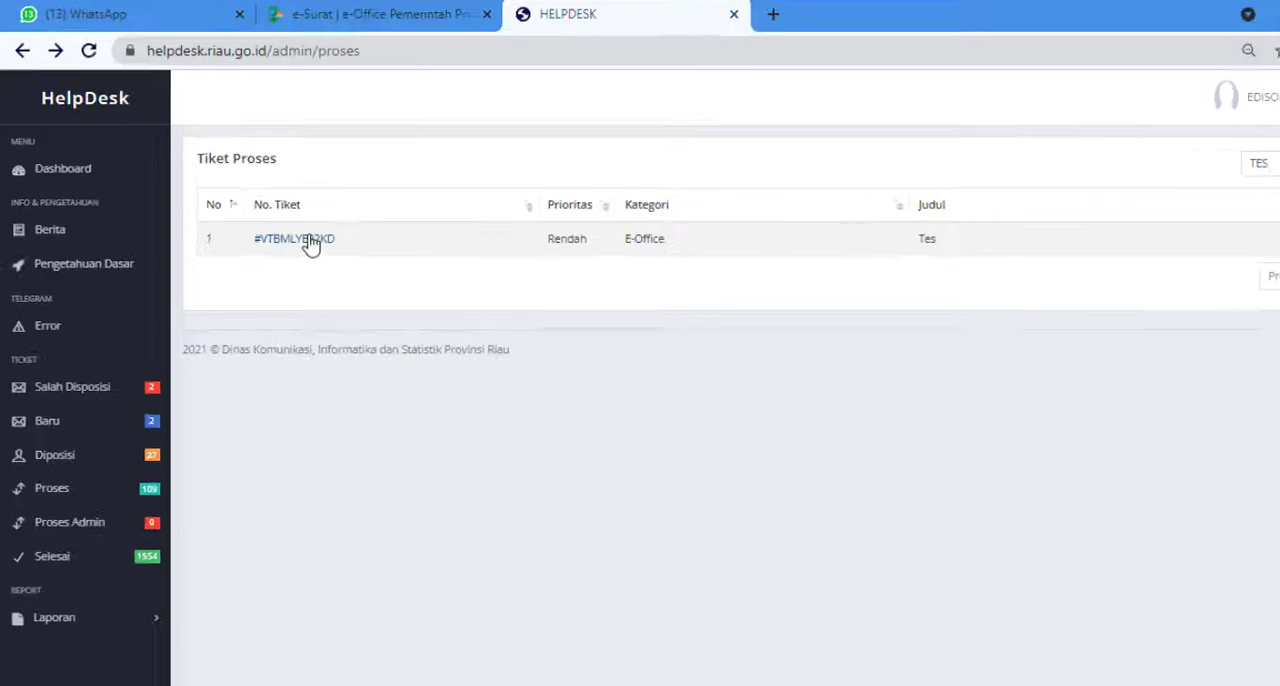 (13) WhatsApp
e-Surat | e-Office Pemerintah Pr
HELPDESK
helpdesk.riau.go.id/admin/proses
HelpDesk
EDISO
MENU
Dashboard
INFO & PENGETAHUAN
Berita
Pengetahuan Dasar
TELEGRAM
Error
TICKET
Salah Disposisi 2
Baru 2
Diposisi 27
Proses 109
Proses Admin 0
Selesai 1554
REPORT
Laporan
Tiket Proses
TES
No No. Tiket Prioritas Kategori Judul
1 Rendah E-Office Tes
Pr
2021 © Dinas Komunikasi, Informatika dan Statistik Provinsi Riau